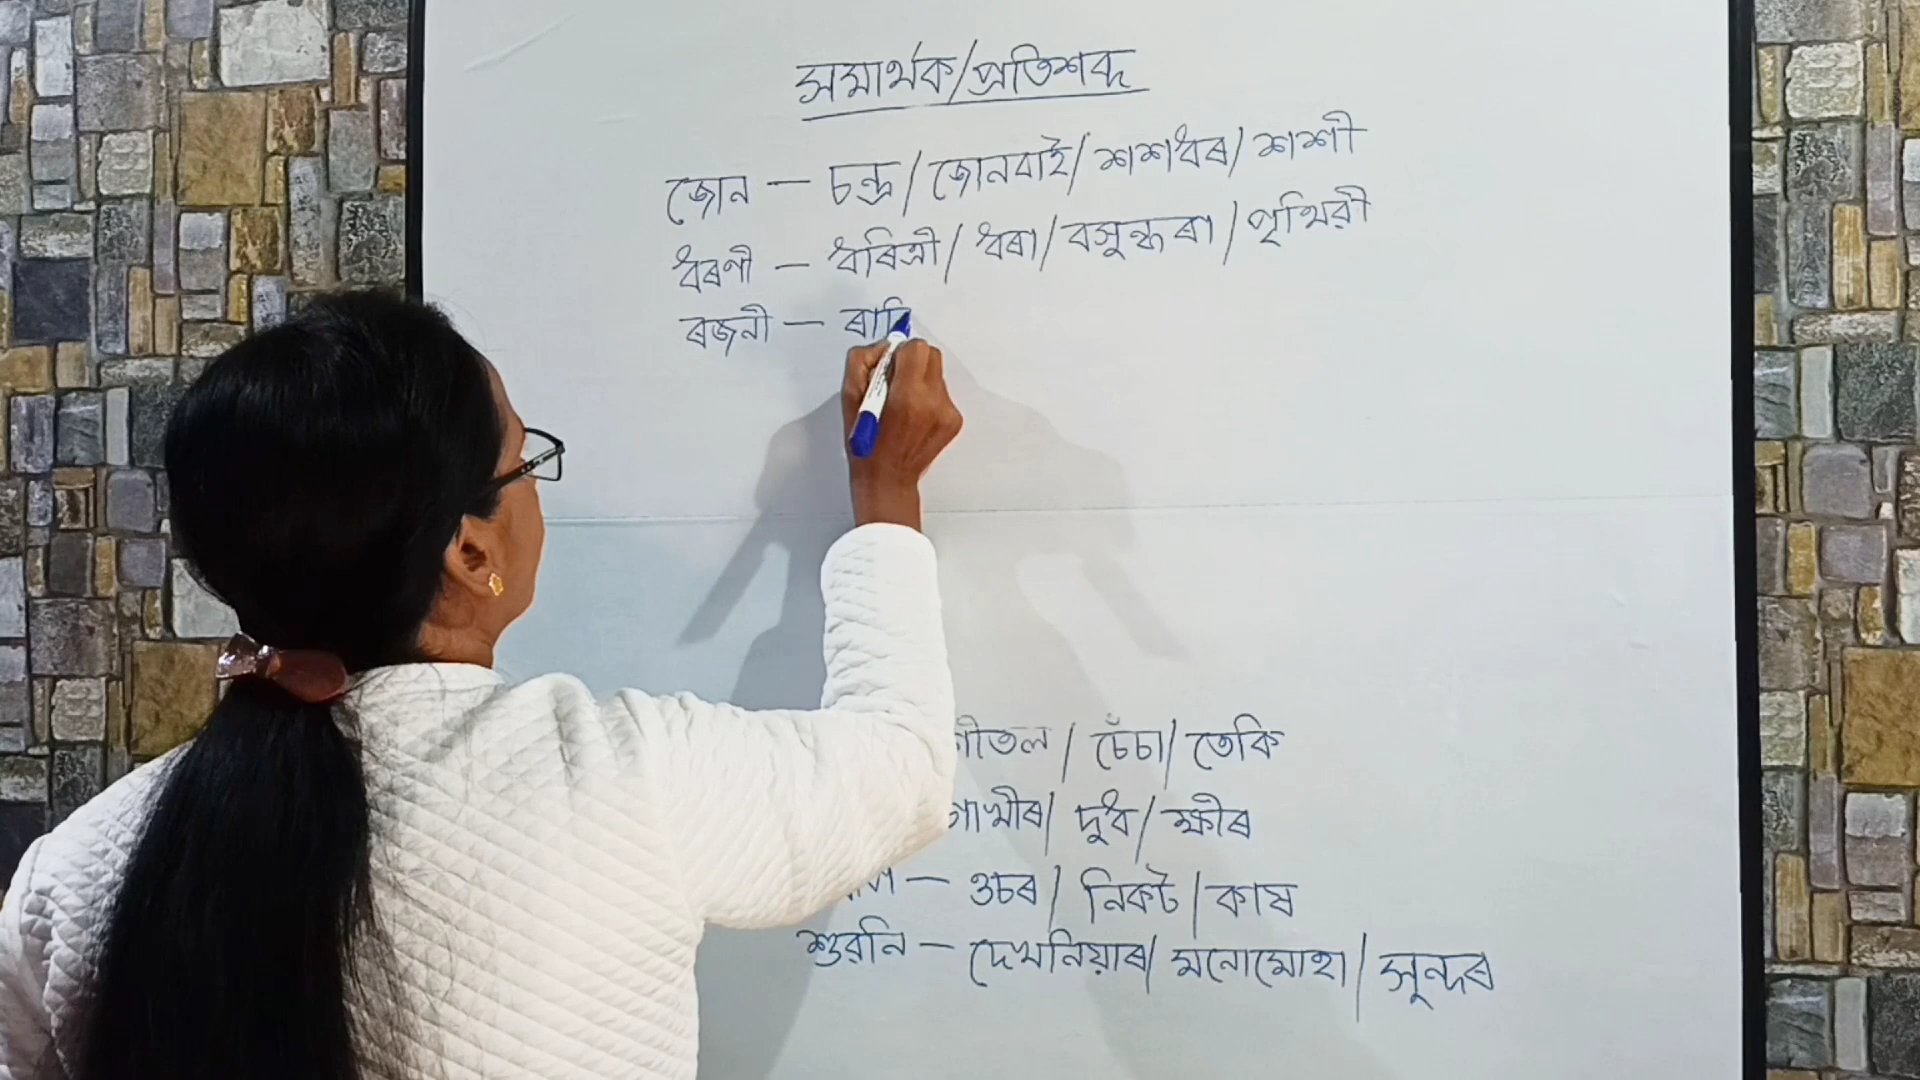 সমাৰ্থক/প্ৰতিশব্দ
জোন — চন্দ্ৰ / জোনবাই / শশধৰ / শশী
ধৰণী — ধৰিত্ৰী / ধৰা / বসুন্ধৰা / পৃথিৱী
ৰজনী — ৰাতি
শীতল / চেঁচা / তেকি
গাখীৰ / দুধ / ক্ষীৰ
— ওচৰ / নিকট / কাষ
শুৱনি — দেখনিয়াৰ / মনোমোহা / সুন্দৰ